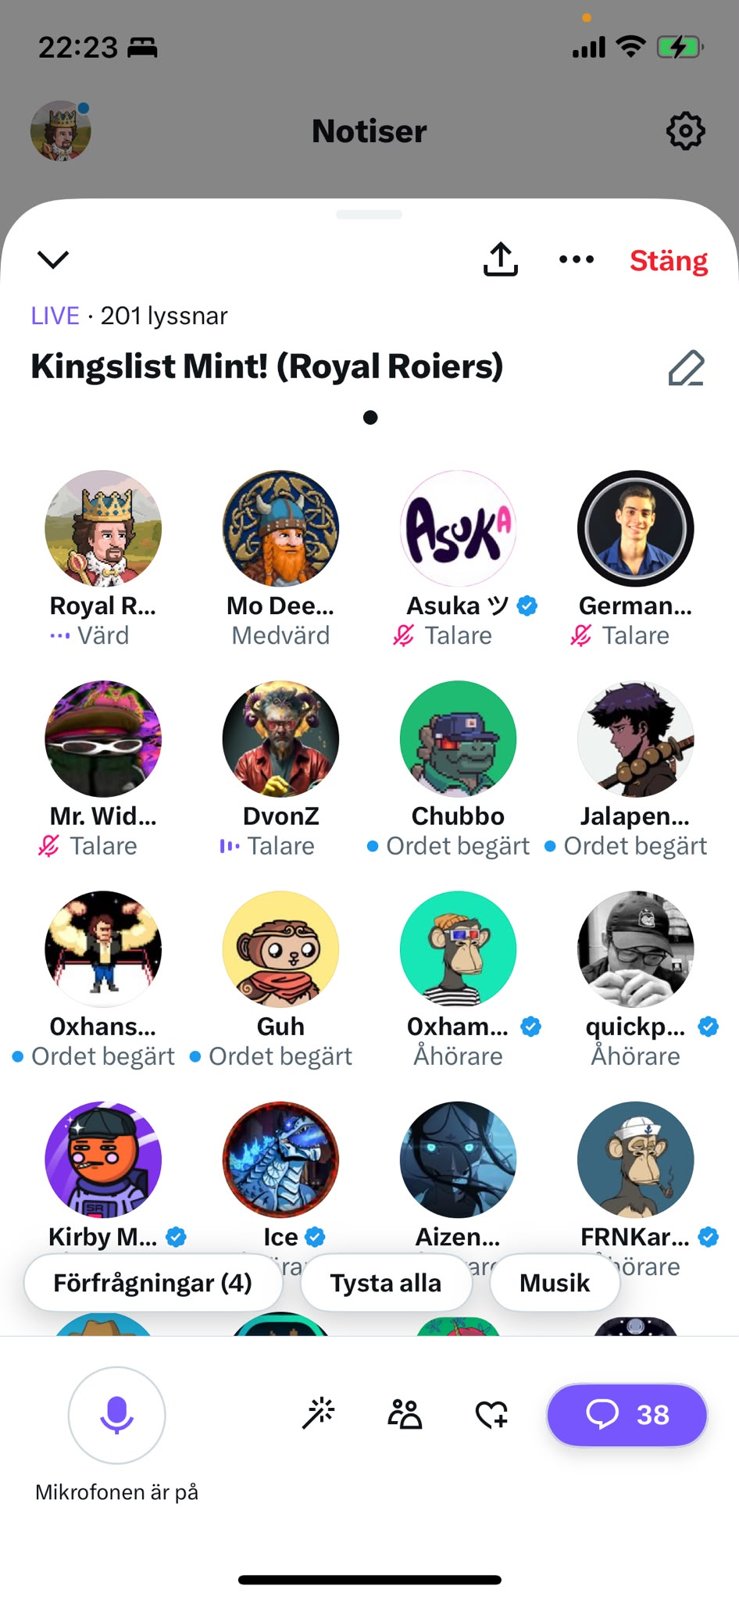 22:23
Notiser
Stäng
LIVE · 201 lyssnar
Kingslist Mint! (Royal Roiers)
ASUKA
Royal R... Mo Dee... Asuka ツ German...
Värd Medvärd Talare Talare
Mr. Wid... DvonZ Chubbo Jalapen...
Talare Talare Ordet begärt Ordet begärt
0xhans... Guh 0xham... quickp...
Ordet begärt Ordet begärt Åhörare Åhörare
SR
Kirby M... Ice Aizen... FRNKar...
Förfrågningar (4) Tysta alla Musik
38
Mikrofonen är på